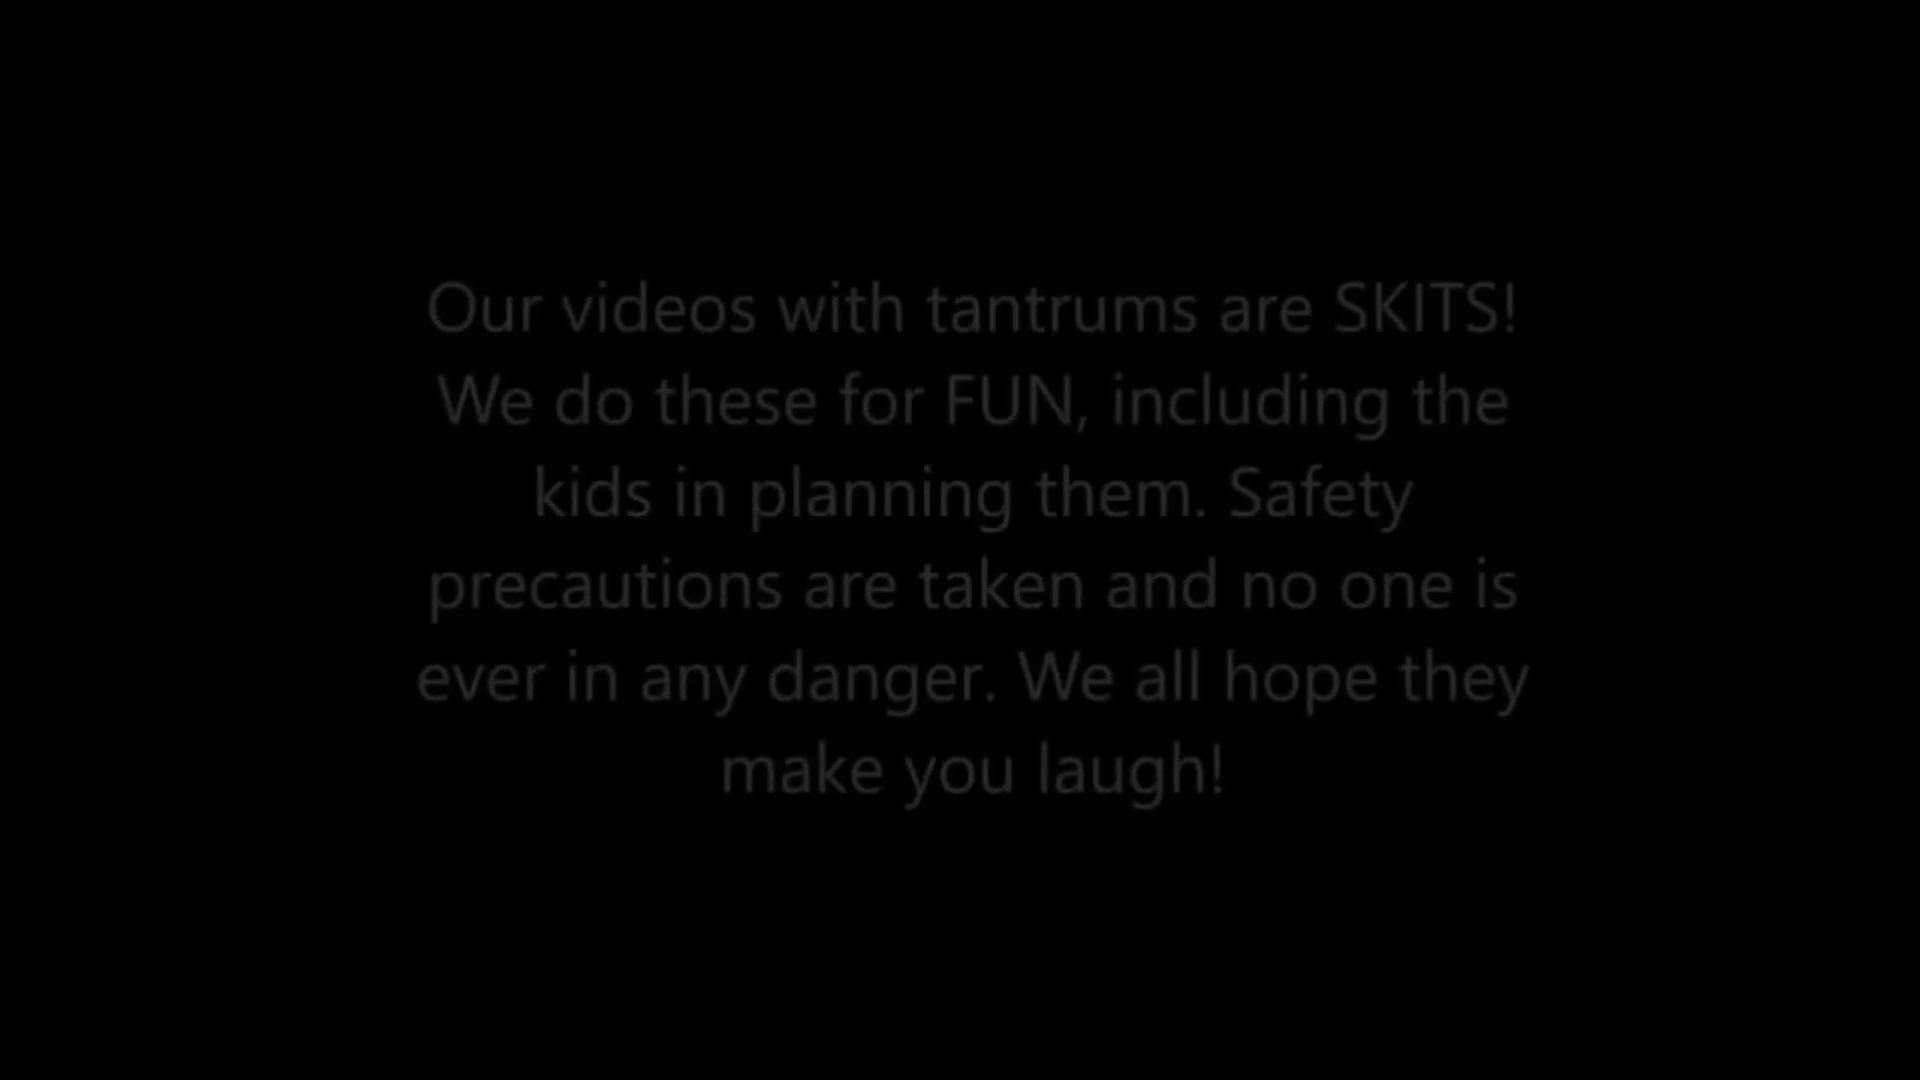 Our videos with tantrums are SKITS!
We do these for FUN, including the
kids in planning them. Safety
precautions are taken and no one is
ever in any danger. We all hope they
make you laugh!